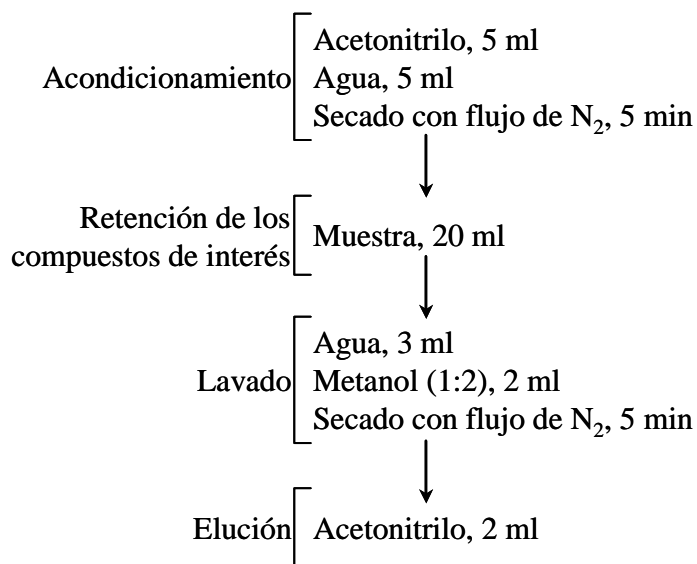 Acondicionamiento
Acetonitrilo, 5 ml
Agua, 5 ml
Secado con flujo de N₂, 5 min
Retención de los
compuestos de interés
Muestra, 20 ml
Lavado
Agua, 3 ml
Metanol (1:2), 2 ml
Secado con flujo de N₂, 5 min
Elución
Acetonitrilo, 2 ml